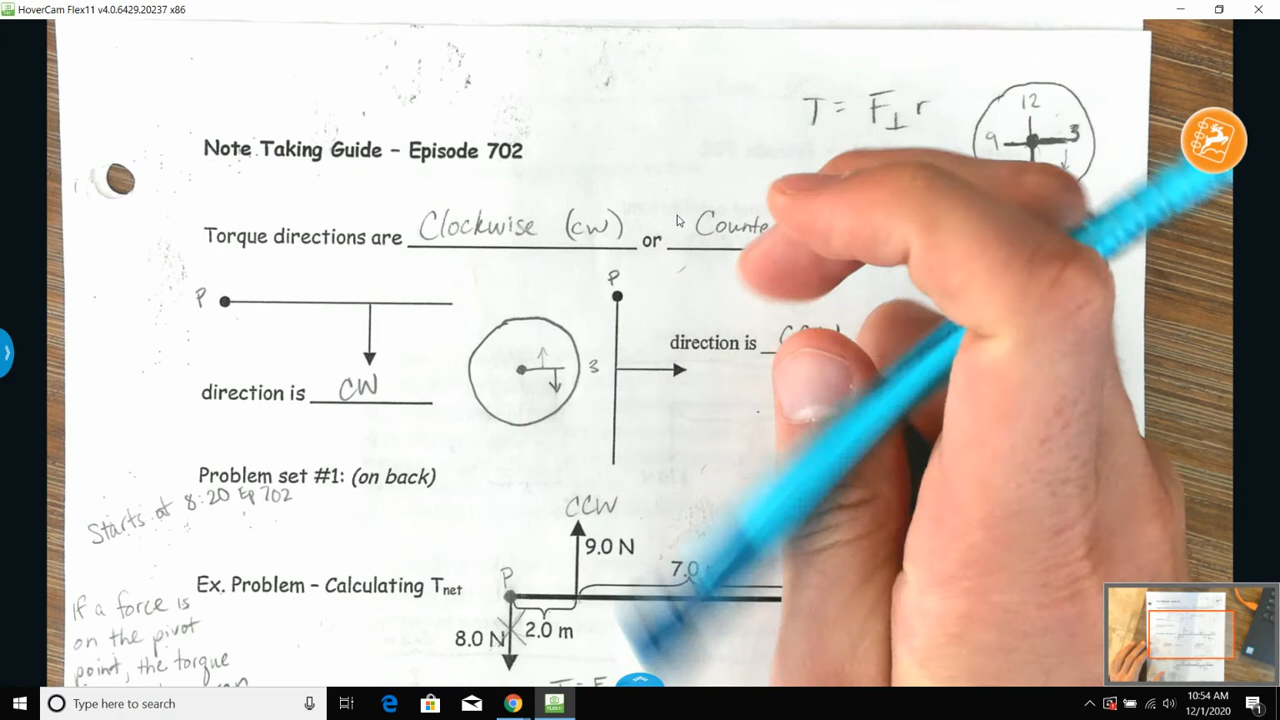 HoverCam Flex11 v4.0.6429.20237 x86
T = F⊥ r
12
9 3
Note Taking Guide – Episode 702
Torque directions are Clockwise (cw) or Counte
P
P
3
direction is
direction is CW
Problem set #1: (on back)
Starts at 8:20 Ep 702
CCW
9.0 N
7.0
Ex. Problem – Calculating Tnet
P
8.0 N 2.0 m
If a force is
on the pivot
point, the torque
Type here to search
10:54 AM
12/1/2020